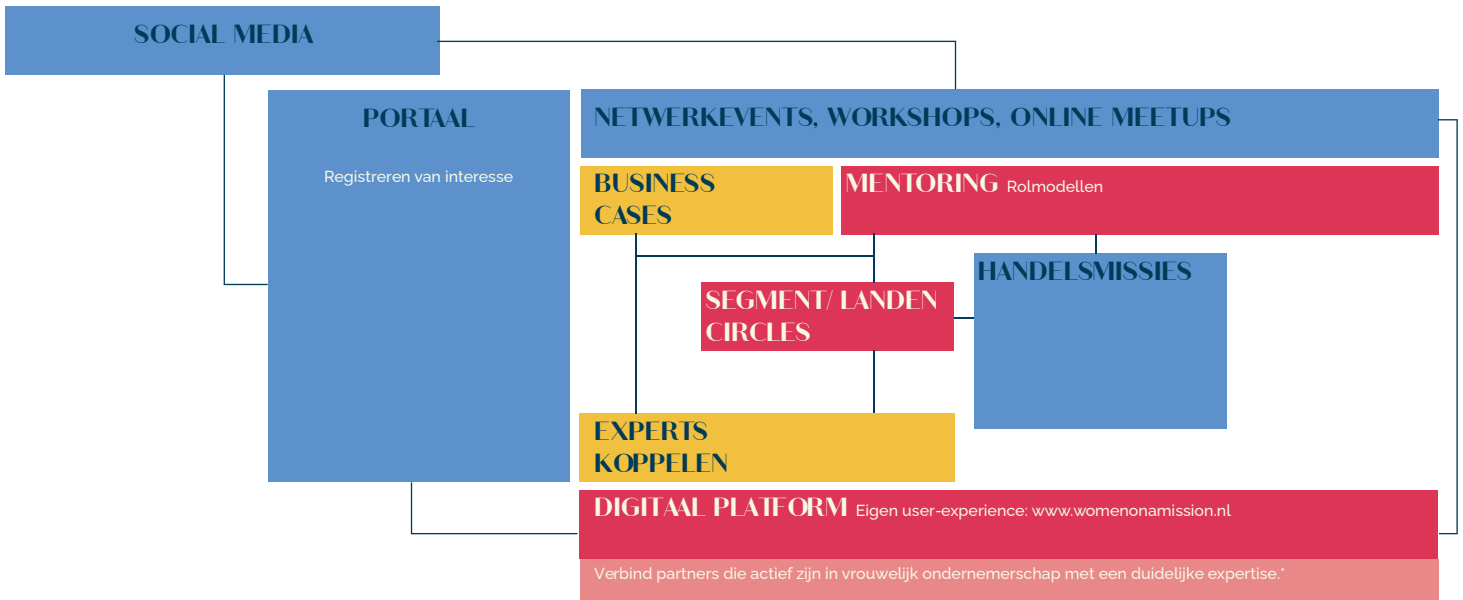 SOCIAL MEDIA
PORTAAL
Registreren van interesse
NETWERKEVENTS, WORKSHOPS, ONLINE MEETUPS
BUSINESS
CASES
MENTORING Rolmodellen
HANDELSMISSIES
SEGMENT/ LANDEN
CIRCLES
EXPERTS
KOPPELEN
DIGITAAL PLATFORM Eigen user-experience: www.womenonamission.nl
Verbind partners die actief zijn in vrouwelijk ondernemerschap met een duidelijke expertise.*